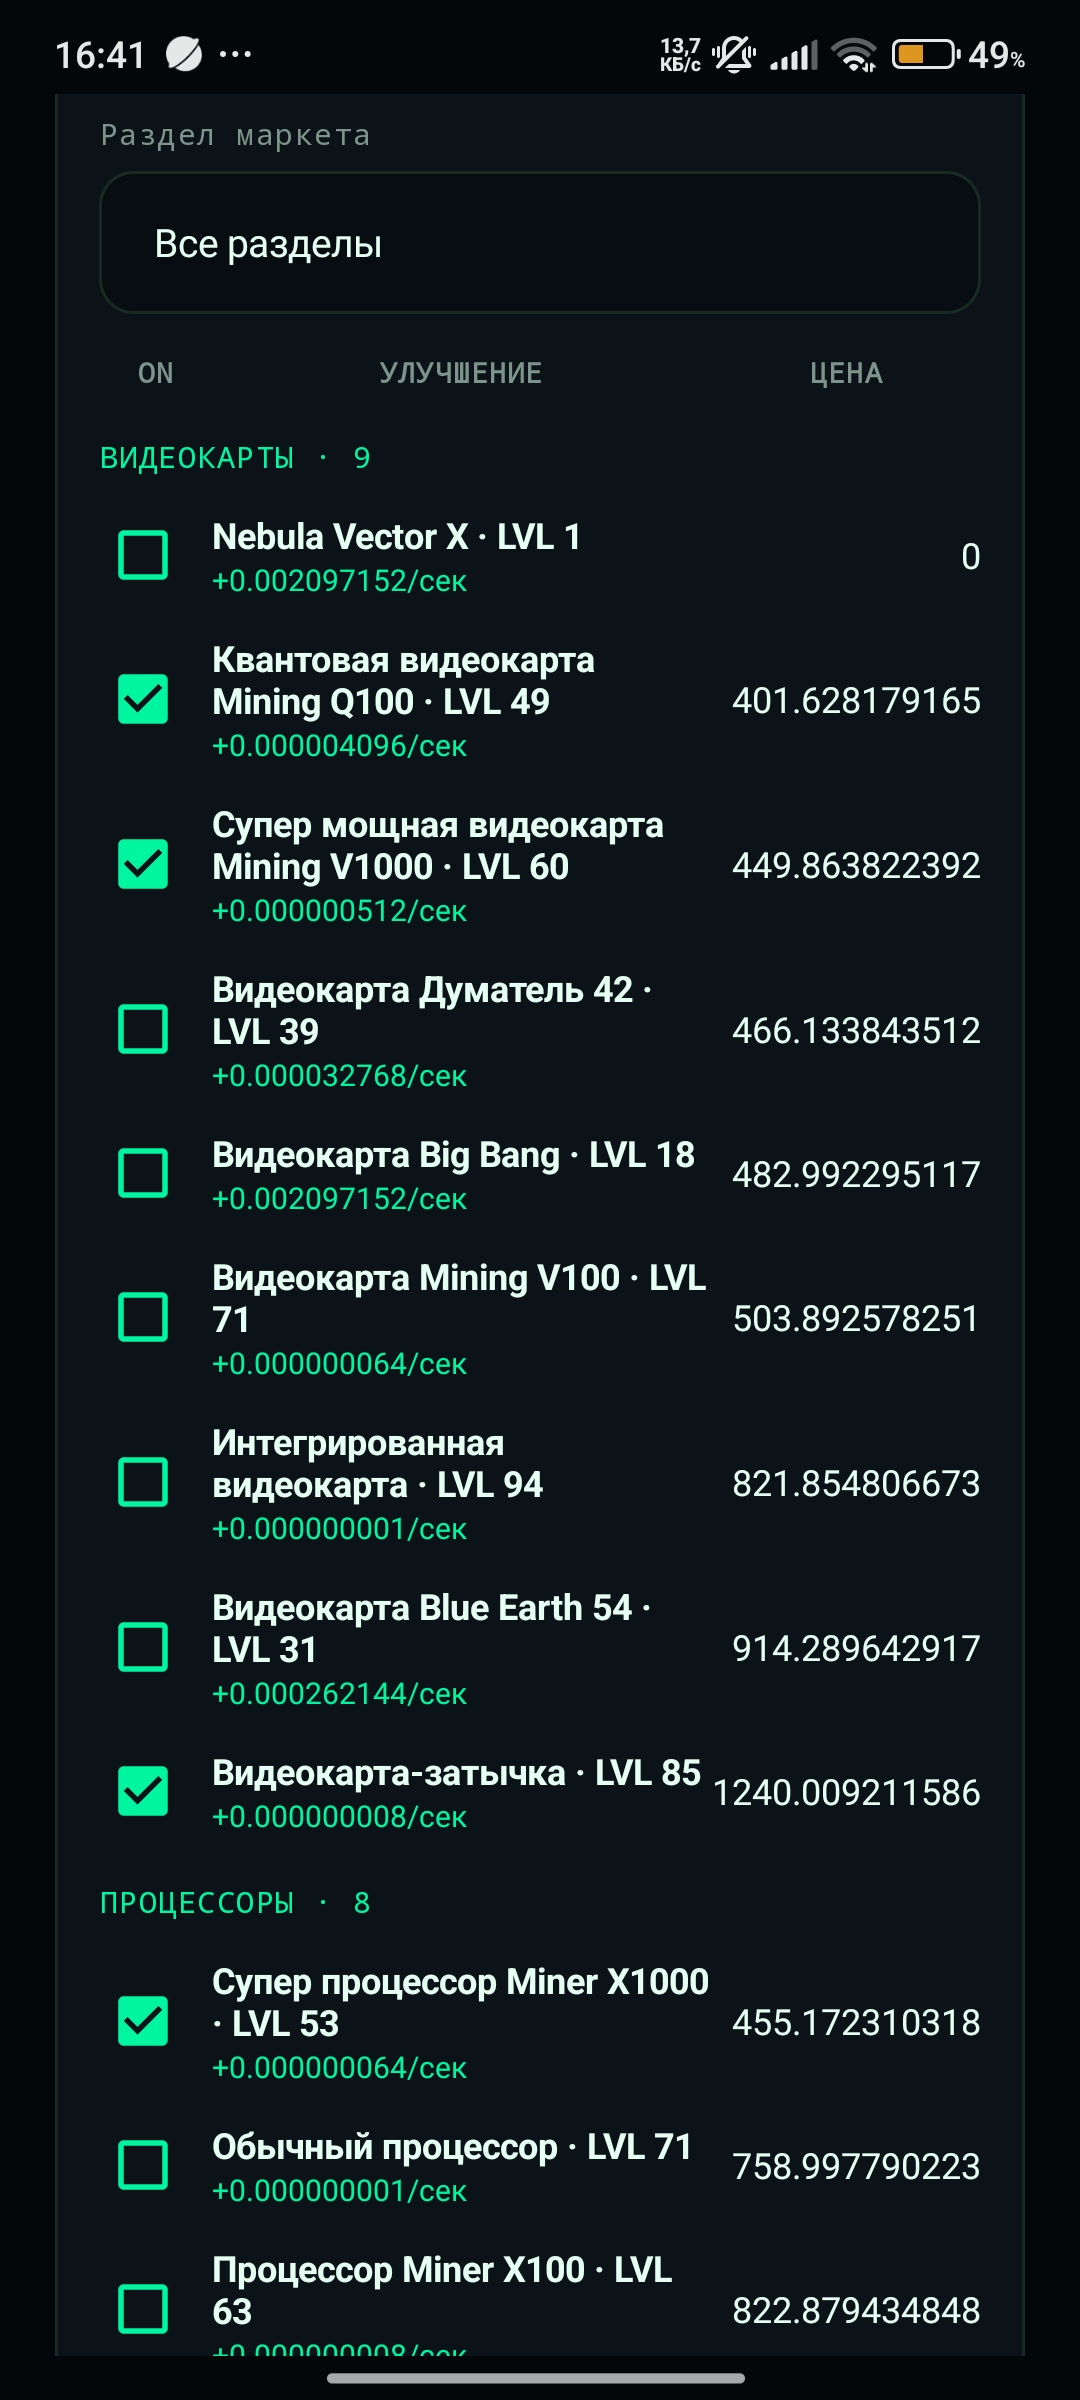 16:41
13,7
КБ/с
49%
Раздел маркета
Все разделы
ON УЛУЧШЕНИЕ ЦЕНА
ВИДЕОКАРТЫ · 9
Nebula Vector X · LVL 1
+0.002097152/сек
0
Квантовая видеокарта
Mining Q100 · LVL 49
+0.000004096/сек
401.628179165
Супер мощная видеокарта
Mining V1000 · LVL 60
+0.000000512/сек
449.863822392
Видеокарта Думатель 42 ·
LVL 39
+0.000032768/сек
466.133843512
Видеокарта Big Bang · LVL 18
+0.002097152/сек
482.992295117
Видеокарта Mining V100 · LVL
71
+0.000000064/сек
503.892578251
Интегрированная
видеокарта · LVL 94
+0.000000001/сек
821.854806673
Видеокарта Blue Earth 54 ·
LVL 31
+0.000262144/сек
914.289642917
Видеокарта-затычка · LVL 85
+0.000000008/сек
1240.009211586
ПРОЦЕССОРЫ · 8
Супер процессор Miner X1000
· LVL 53
+0.000000064/сек
455.172310318
Обычный процессор · LVL 71
+0.000000001/сек
758.997790223
Процессор Miner X100 · LVL
63
+0.000000008/сек
822.879434848